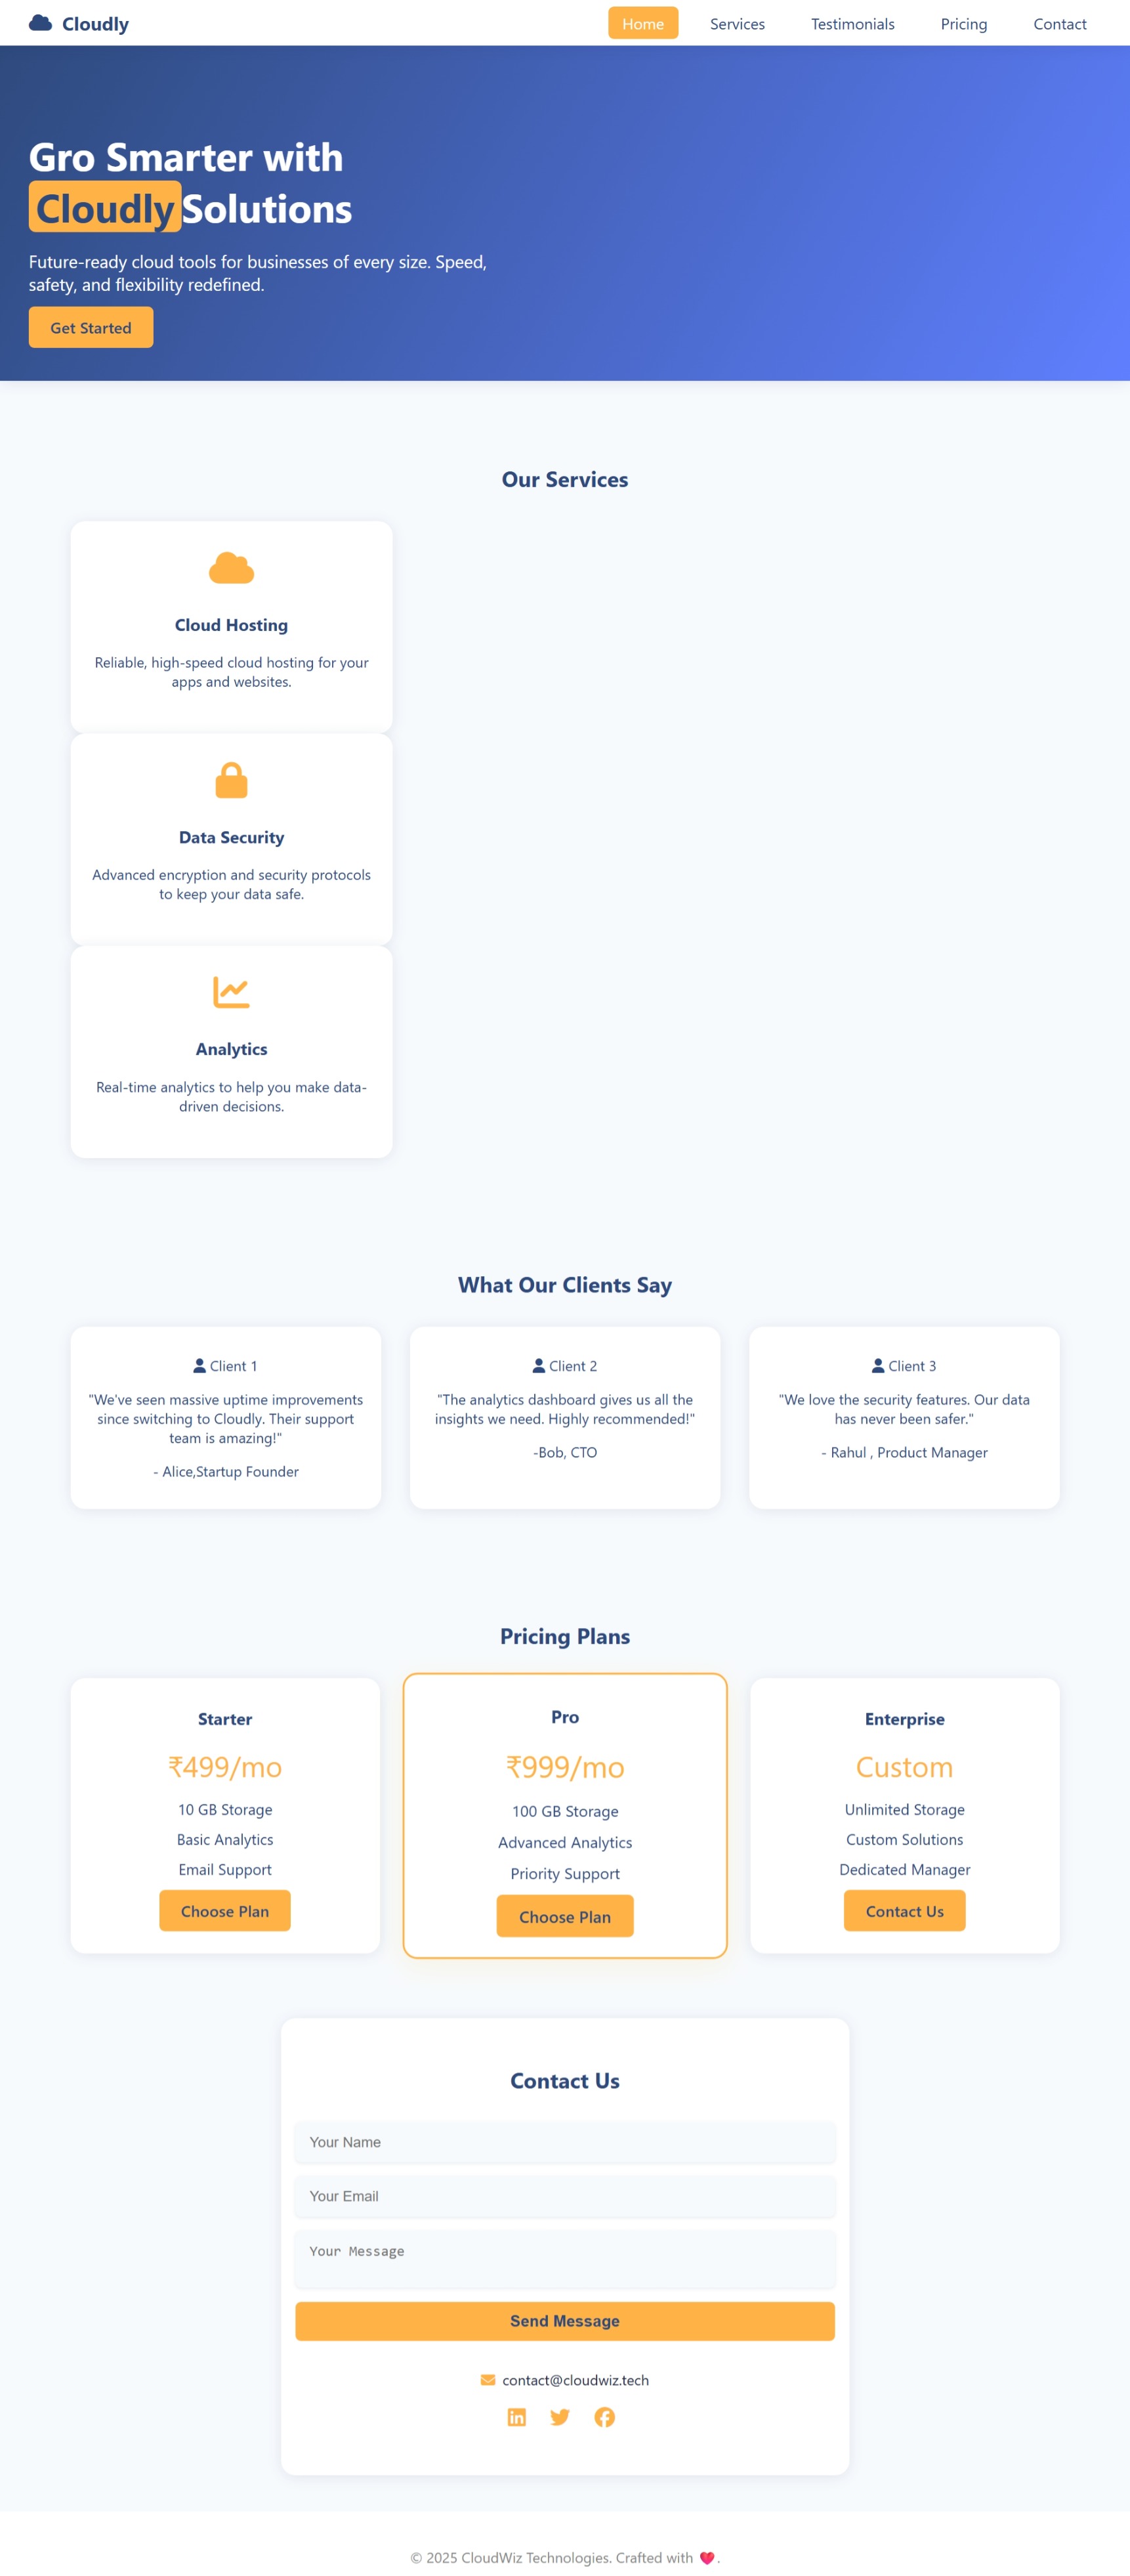 Cloudly
Home Services Testimonials Pricing Contact
Gro Smarter with
Cloudly Solutions
Future-ready cloud tools for businesses of every size. Speed,
safety, and flexibility redefined.
Get Started
Our Services
Cloud Hosting
Reliable, high-speed cloud hosting for your
apps and websites.
Data Security
Advanced encryption and security protocols
to keep your data safe.
Analytics
Real-time analytics to help you make data-
driven decisions.
What Our Clients Say
Client 1
"We've seen massive uptime improvements
since switching to Cloudly. Their support
team is amazing!"
- Alice,Startup Founder
Client 2
"The analytics dashboard gives us all the
insights we need. Highly recommended!"
-Bob, CTO
Client 3
"We love the security features. Our data
has never been safer."
- Rahul , Product Manager
Pricing Plans
Starter
₹499/mo
10 GB Storage
Basic Analytics
Email Support
Choose Plan
Pro
₹999/mo
100 GB Storage
Advanced Analytics
Priority Support
Choose Plan
Enterprise
Custom
Unlimited Storage
Custom Solutions
Dedicated Manager
Contact Us
Contact Us
Your Name
Your Email
Your Message
Send Message
contact@cloudwiz.tech
© 2025 CloudWiz Technologies. Crafted with ❤️.